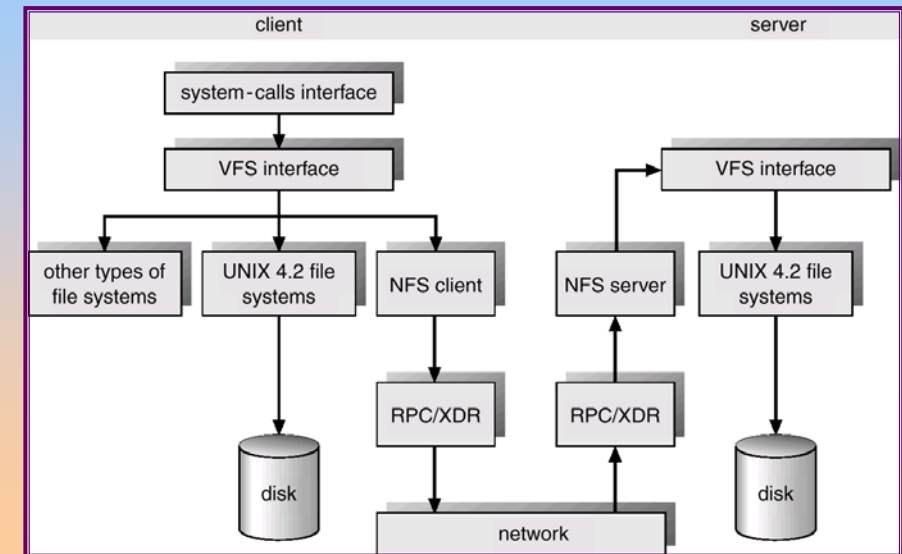 client
server
system-calls interface
VFS interface
VFS interface
other types of
file systems
UNIX 4.2 file
systems
NFS client
NFS server
UNIX 4.2 file
systems
RPC/XDR
RPC/XDR
disk
disk
network